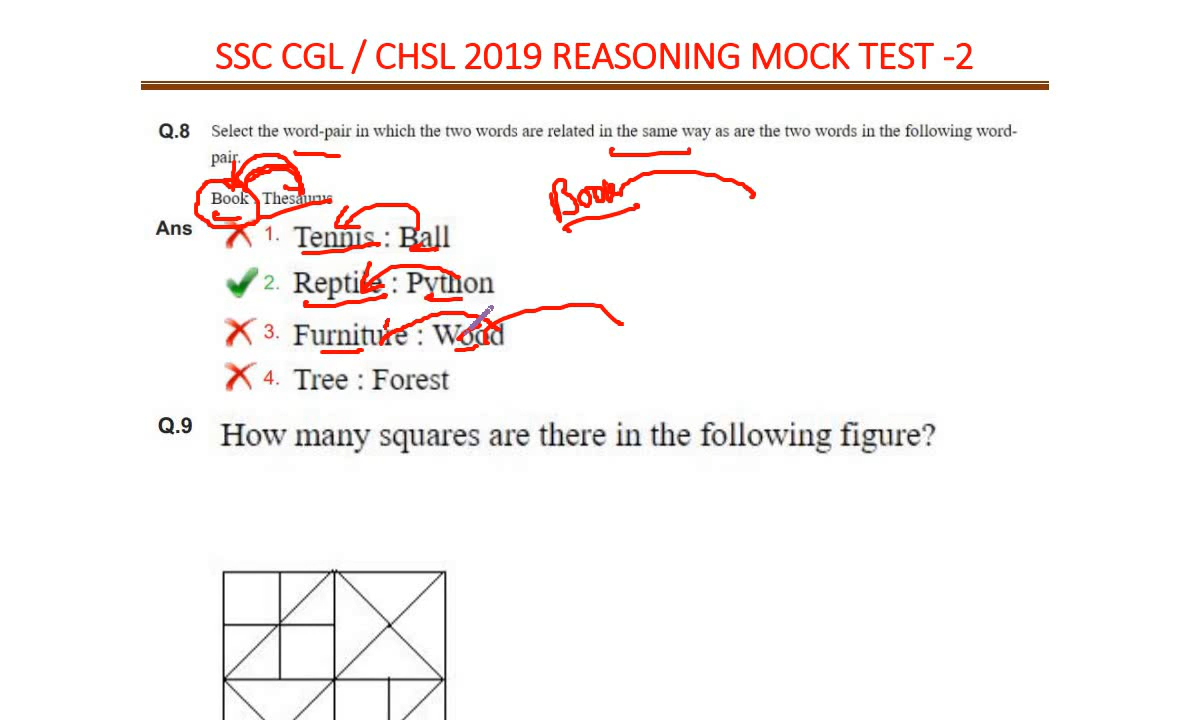 SSC CGL / CHSL 2019 REASONING MOCK TEST -2
Q.8 Select the word-pair in which the two words are related in the same way as are the two words in the following word-
pair.
Book Thesaurus
Book
Ans 1. Tennis : Ball
2. Reptile : Python
3. Furniture : Wood
4. Tree : Forest
Q.9 How many squares are there in the following figure?